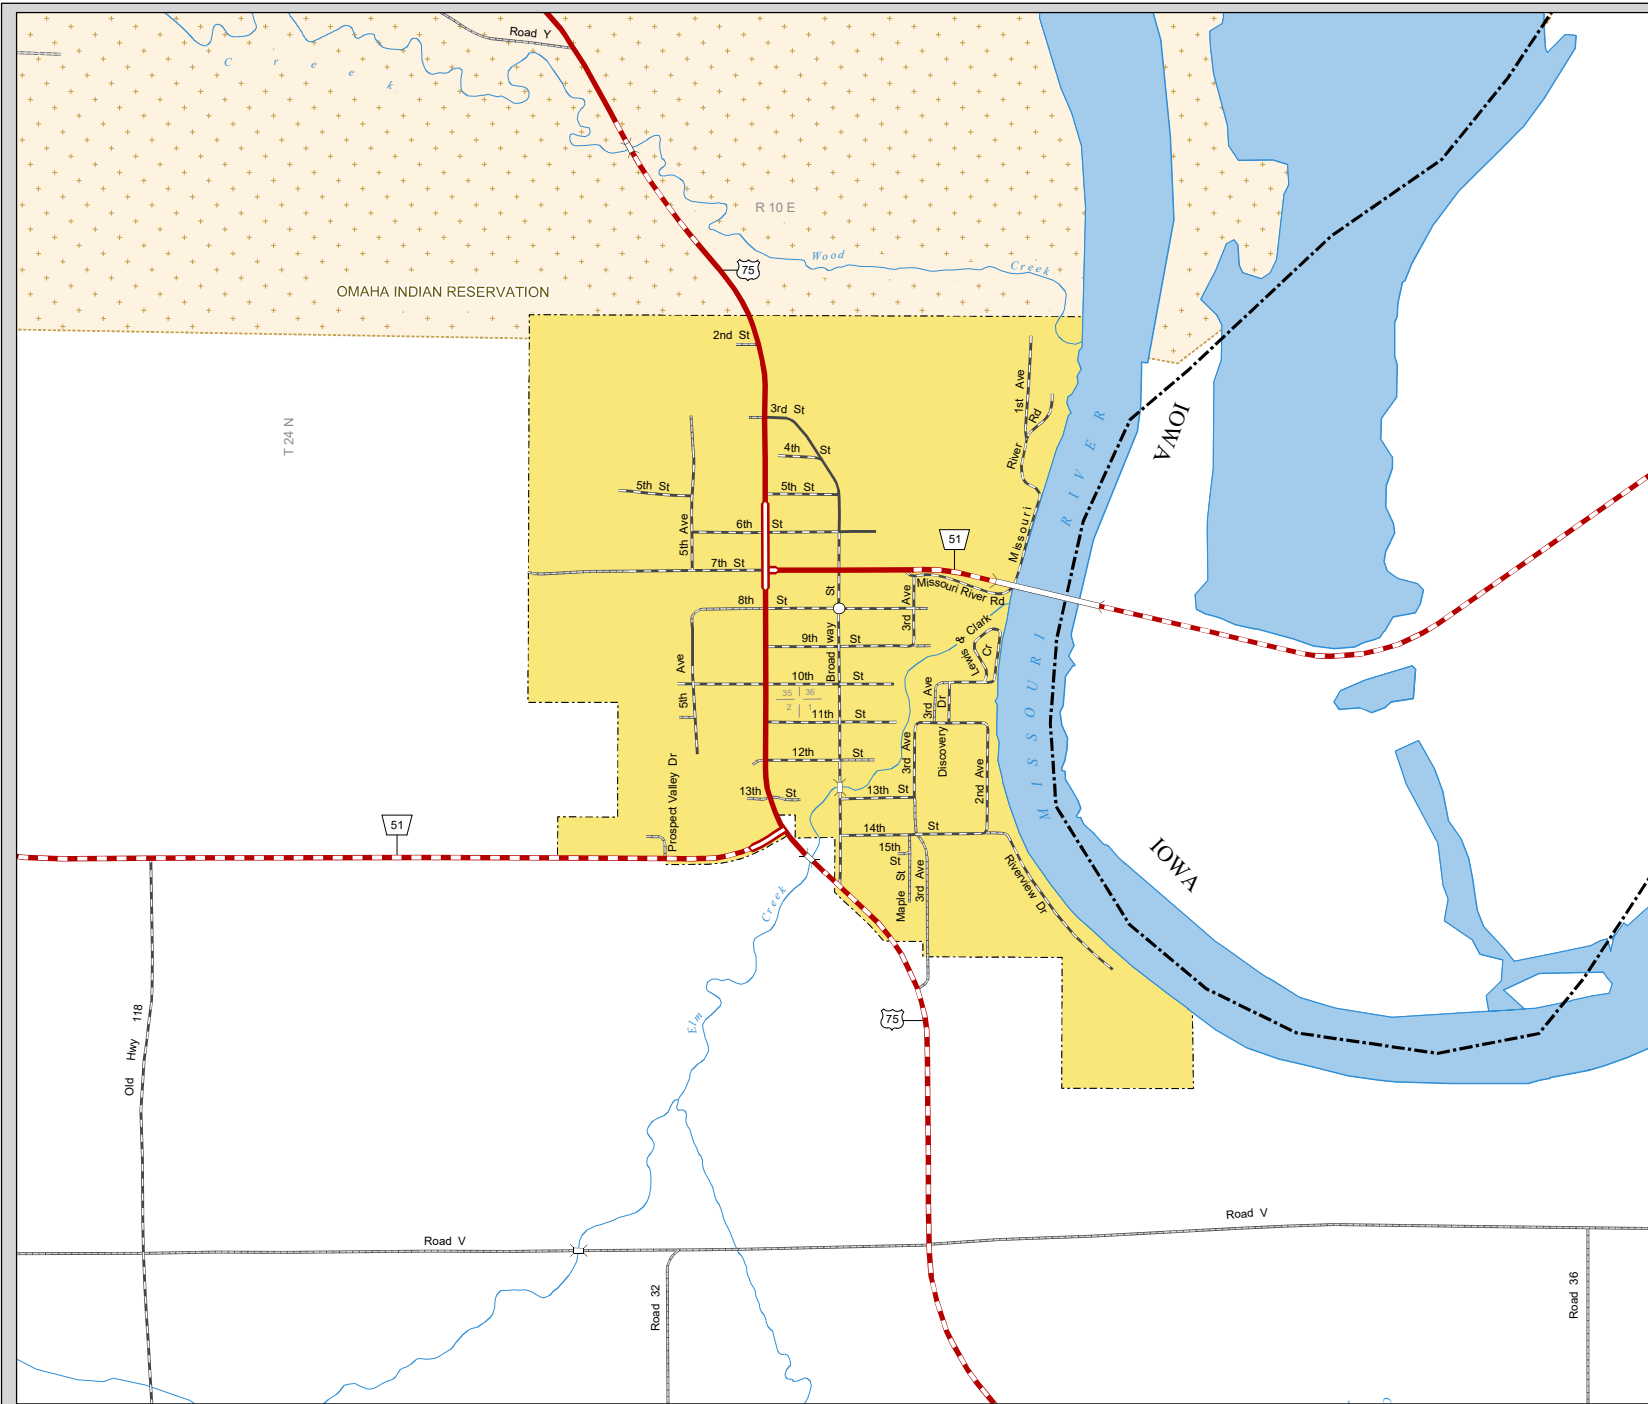 Road Y
Creek
R 10 E
Wood Creek
75
OMAHA INDIAN RESERVATION
2nd St
T 24 N
1st Ave
3rd St
River Rd
IOWA
4th St
5th St
5th St
5th Ave
6th St
Missouri
51
7th St
Missouri River Rd
8th St
3rd Ave
9th St
Broadway St
Lewis & Clark Cr
5th Ave
10th St
35 36
2 1
3rd Ave
11th St
Discovery Dr
MISSOURI RIVER
12th St
3rd Ave
2nd Ave
Prospect Valley Dr
13th St
13th St
51
14th St
15th St
Maple St
3rd Ave
Riverview Dr
IOWA
Elm Creek
75
Old Hwy 118
Road V
Road V
Road 32
Road 36